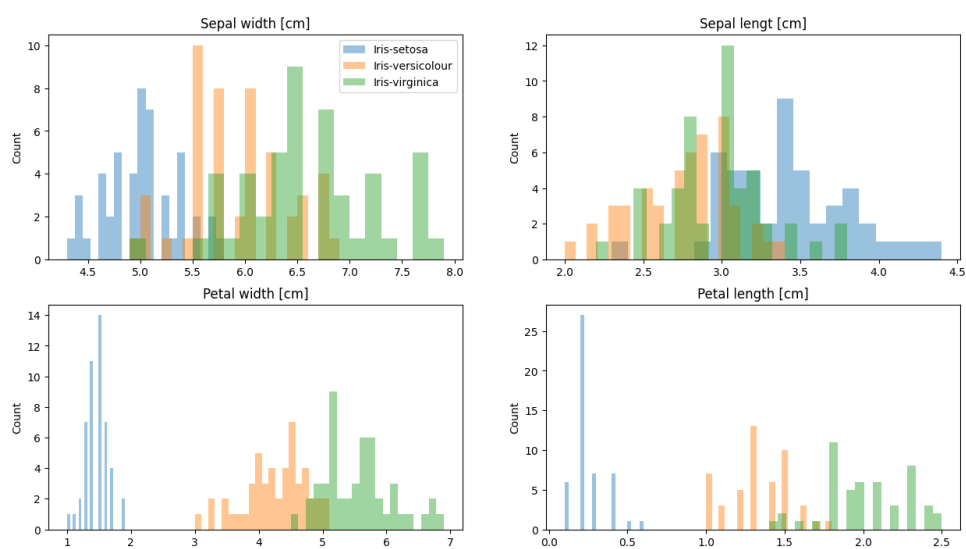 Sepal width [cm]
10
8
6
4
2
0
Count
Iris-setosa
Iris-versicolour
Iris-virginica
4.5 5.0 5.5 6.0 6.5 7.0 7.5 8.0
Sepal lengt [cm]
12
10
8
6
4
2
0
Count
2.0 2.5 3.0 3.5 4.0 4.5
Petal width [cm]
14
12
10
8
6
4
2
0
Count
1 2 3 4 5 6 7
Petal length [cm]
25
20
15
10
5
0
Count
0.0 0.5 1.0 1.5 2.0 2.5